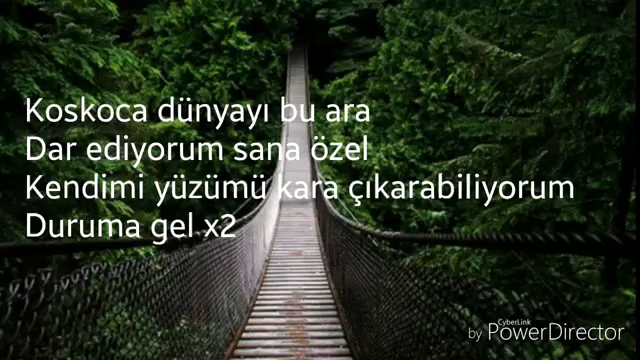 Koskoca dünyayı bu ara
Dar ediyorum sana özel
Kendimi yüzümü kara çıkarabiliyorum
Duruma gel x2
CyberLink
by PowerDirector